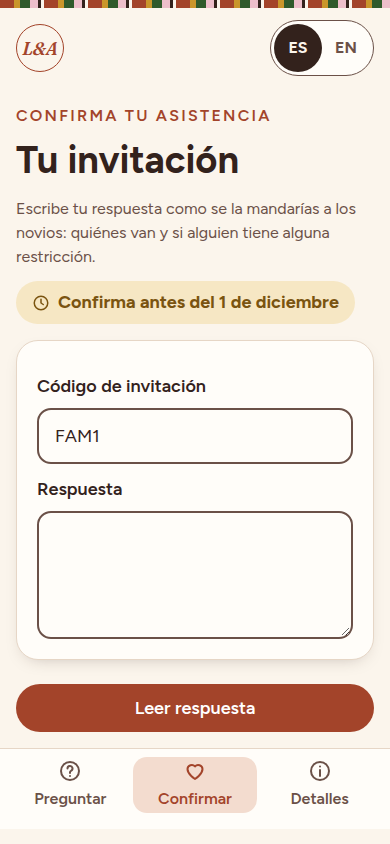 L&A
ES
EN
CONFIRMA TU ASISTENCIA
Tu invitación
Escribe tu respuesta como se la mandarías a los
novios: quiénes van y si alguien tiene alguna
restricción.
Confirma antes del 1 de diciembre
Código de invitación
FAM1
Respuesta
Leer respuesta
Preguntar
Confirmar
Detalles